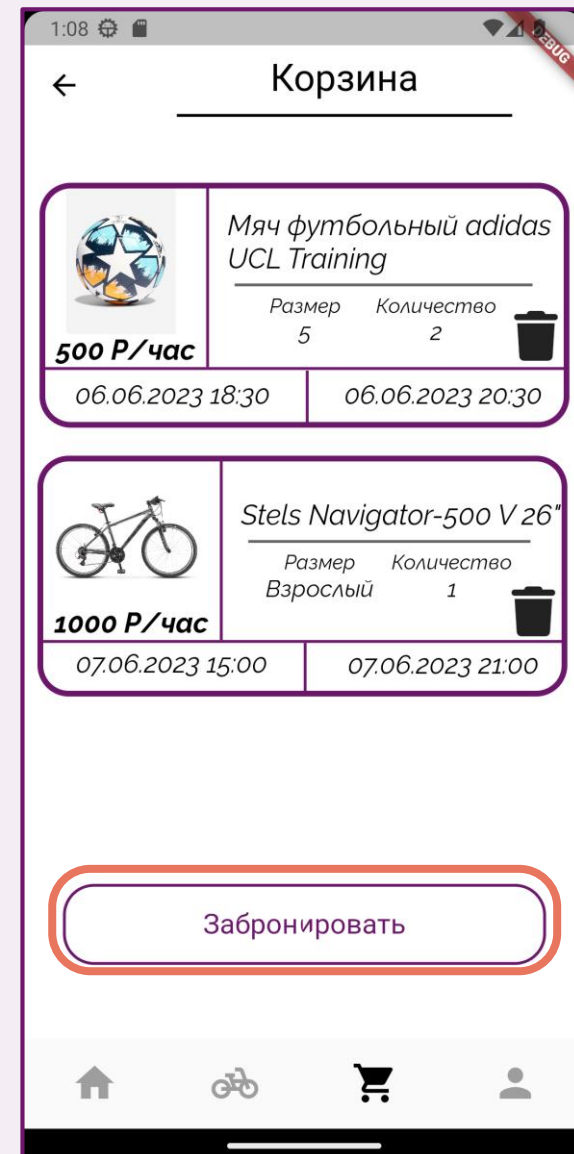 1:08
DEBUG
Корзина
Мяч футбольный adidas
UCL Training
Размер Количество
5 2
500 Р/час
06.06.2023 18:30 06.06.2023 20:30
Stels Navigator-500 V 26"
Размер Количество
Взрослый 1
1000 Р/час
07.06.2023 15:00 07.06.2023 21:00
Забронировать